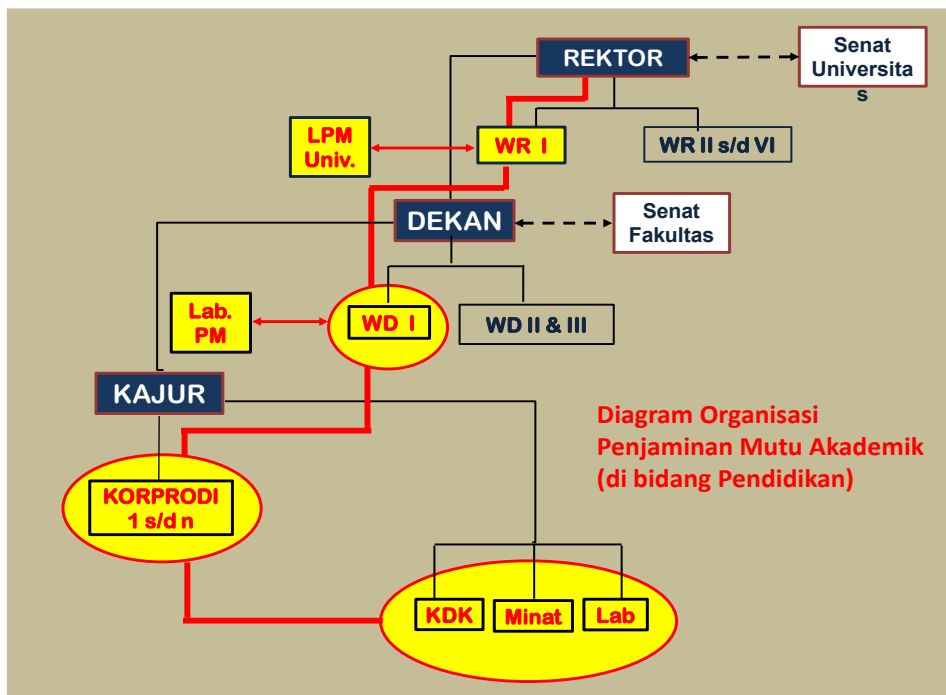 REKTOR
Senat
Universita
s
LPM
Univ.
WR I
WR II s/d VI
DEKAN
Senat
Fakultas
Lab.
PM
WD I
WD II & III
KAJUR
Diagram Organisasi
Penjaminan Mutu Akademik
(di bidang Pendidikan)
KORPRODI
1 s/d n
KDK
Minat
Lab